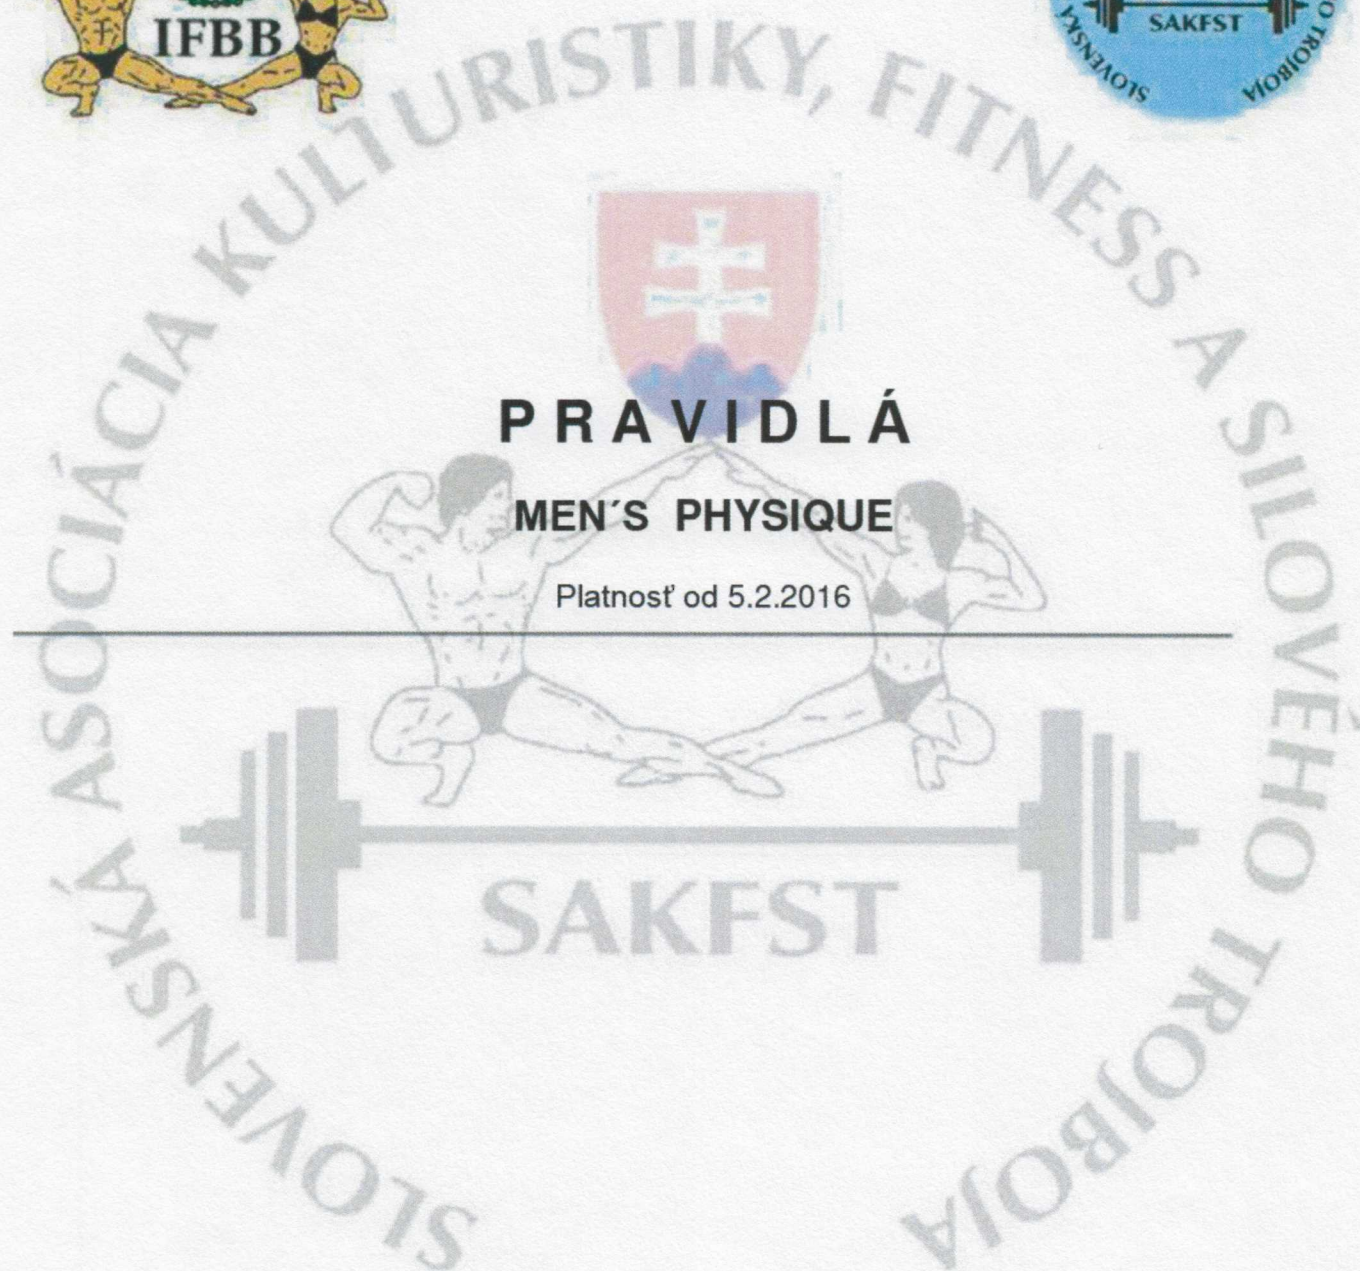 IFBB
SAKFST
SLOVENSKÁ
O TROJBOJA
SLOVENSKÁ ASOCIÁCIA KULTURISTIKY, FITNESS A SILOVÉHO TROJBOJA
P R A V I D L Á
MEN´S PHYSIQUE
Platnosť od 5.2.2016
SAKFST